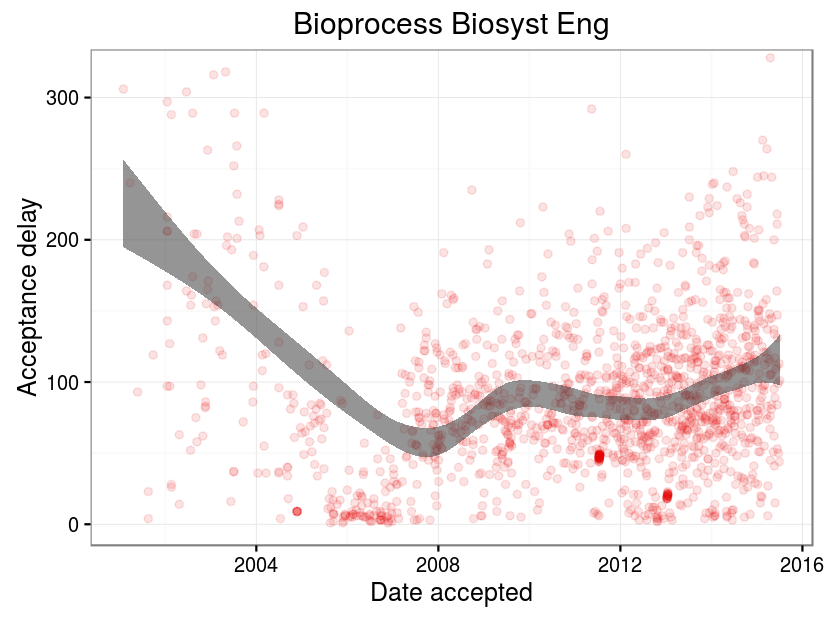 Bioprocess Biosyst Eng
Acceptance delay
300
200
100
0
2004
2008
2012
2016
Date accepted